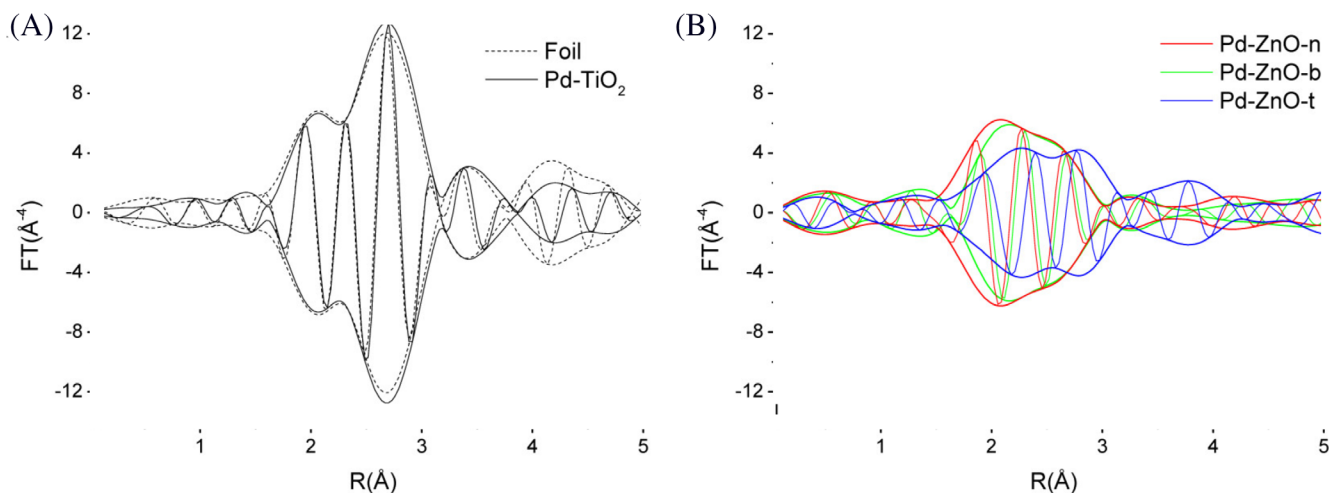 (A)
12
8
4
0
-4
-8
-12
FT(Å⁻⁴)
1 2 3 4 5
R(Å)
Foil
Pd-TiO₂
(B)
12
8
4
0
-4
-8
-12
FT(Å⁻⁴)
1 2 3 4 5
R(Å)
Pd-ZnO-n
Pd-ZnO-b
Pd-ZnO-t